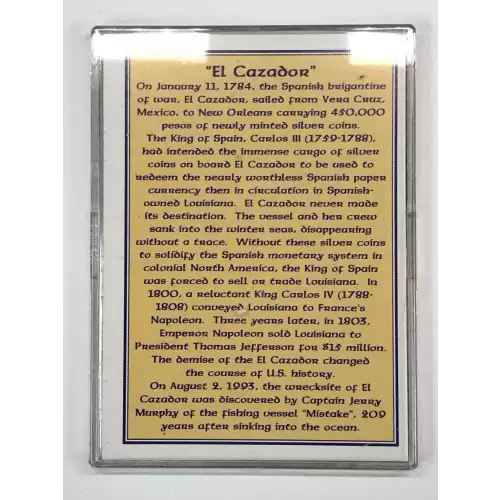 "El Cazador"
On January 11, 1784, the Spanish brigantine
of war, El Cazador, sailed from Vera Cruz,
Mexico, to New Orleans carrying 450,000
pesos of newly minted silver coins.
The King of Spain, Carlos III (1759-1788),
had intended the immense cargo of silver
coins on board El Cazador to be used to
redeem the nearly worthless Spanish paper
currency then in circulation in Spanish-
owned Louisiana. El Cazador never made
its destination. The vessel and her crew
sank into the winter seas, disappearing
without a trace. Without these silver coins
to solidify the Spanish monetary system in
colonial North America, the King of Spain
was forced to sell or trade Louisiana. In
1800, a reluctant King Carlos IV (1788-
1808) conveyed Louisiana to France's
Napoleon. Three years later, in 1803,
Emperor Napoleon sold Louisiana to
President Thomas Jefferson for $15 million.
The demise of the El Cazador changed
the course of U.S. history.
On August 2, 1993, the wrecksite of El
Cazador was discovered by Captain Jerry
Murphy of the fishing vessel "Mistake", 209
years after sinking into the ocean.